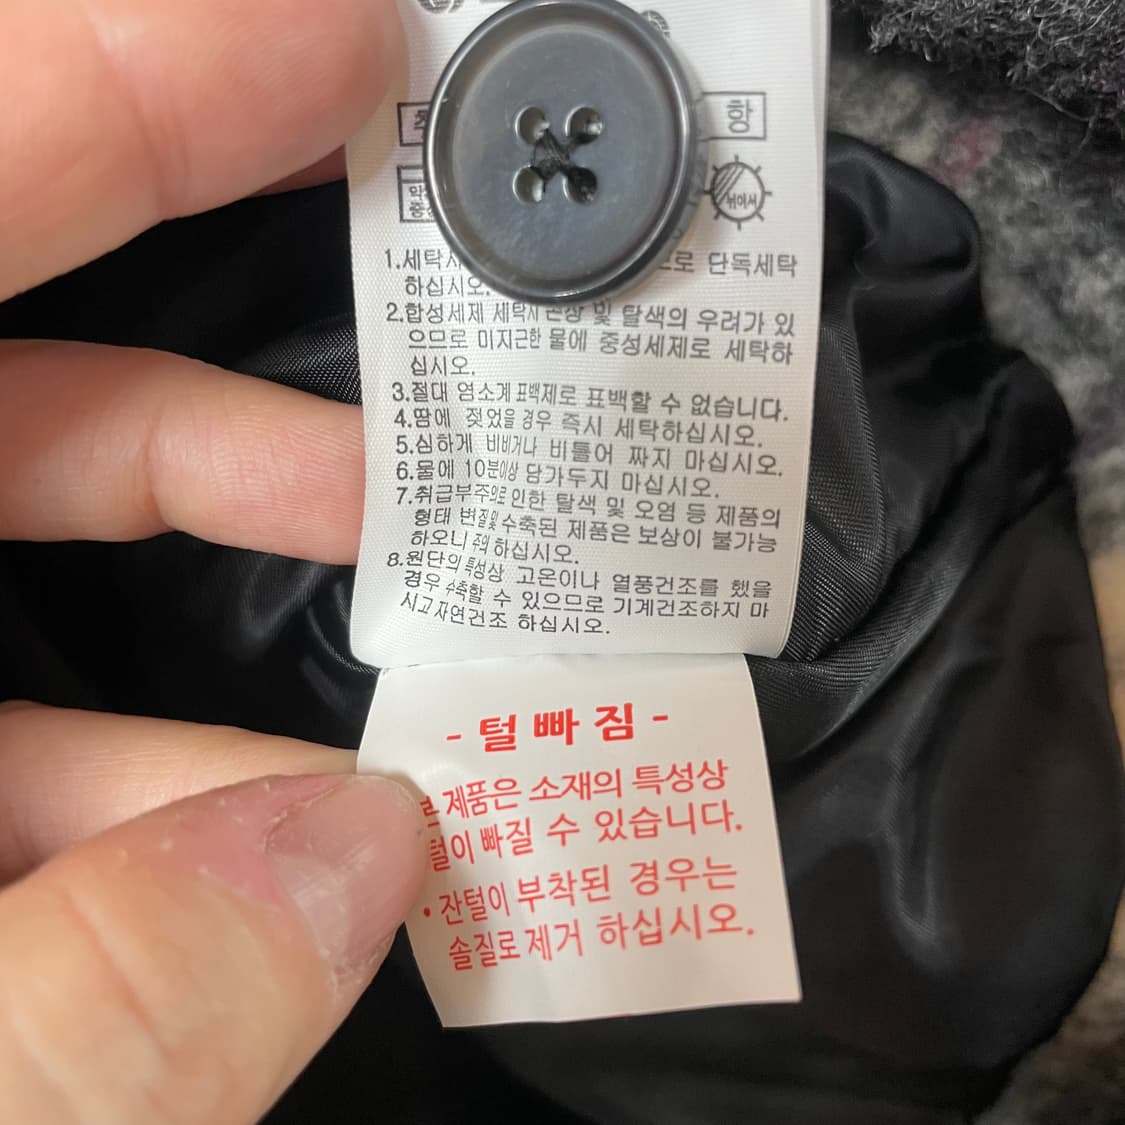 항
뉘어서
1.세탁 로 단독세탁
하십시오.
2.합성세제 세탁시 손상 및 탈색의 우려가 있
으므로 미지근한 물에 중성세제로 세탁하
십시오.
3.절대 염소계 표백제로 표백할 수 없습니다.
4.땀에 젖었을 경우 즉시 세탁하십시오.
5.심하게 비비거나 비틀어 짜지 마십시오.
6.물에 10분이상 담가두지 마십시오.
7.취급부주의로 인한 탈색 및 오염 등 제품의
형태 변질및 수축된 제품은 보상이 불가능
하오니 주의 하십시오.
8.원단의 특성상 고온이나 열풍건조를 했을
경우 수축할 수 있으므로 기계건조하지 마
시고 자연건조 하십시오.
- 털 빠 짐 -
본 제품은 소재의 특성상
털이 빠질 수 있습니다.
• 잔털이 부착된 경우는
솔질로 제거 하십시오.